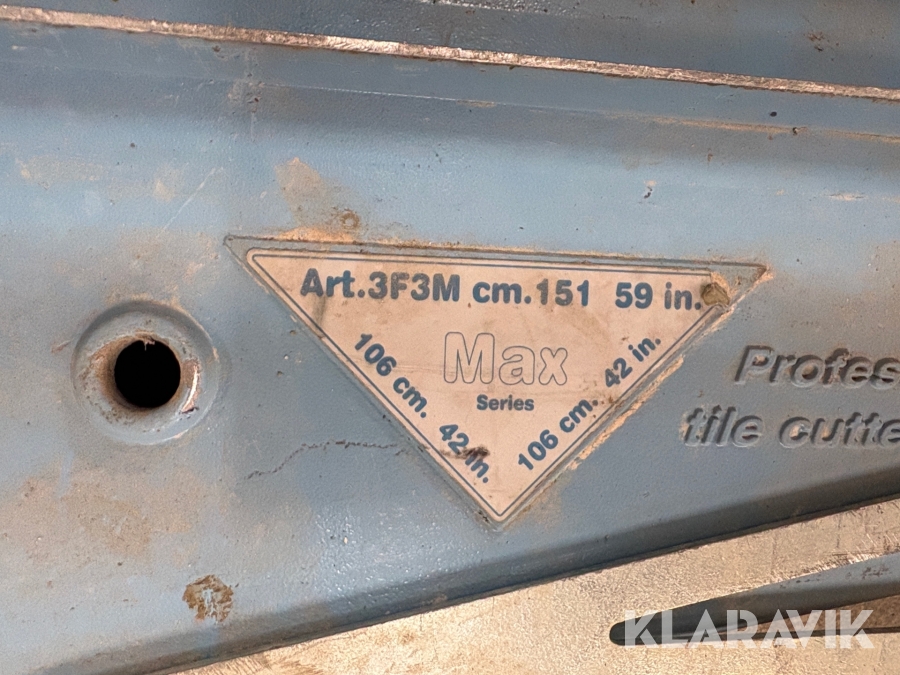 Art.3F3M cm.151 59 in.
106 cm. 42 in.
Max
Series
106 cm. 42 in.
Profes
tile cutte
KLARAVIK